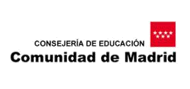 CONSEJERÍA DE EDUCACIÓN
Comunidad de Madrid